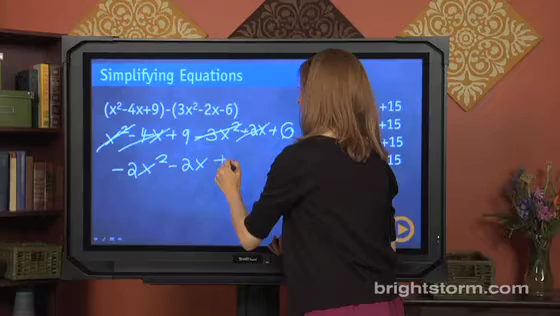 Simplifying Equations
(x²-4x+9)-(3x²-2x-6)
x²-4x+9-3x²+2x+6
-2x²-2x+
+15
+15
+15
+15
brightstorm.com